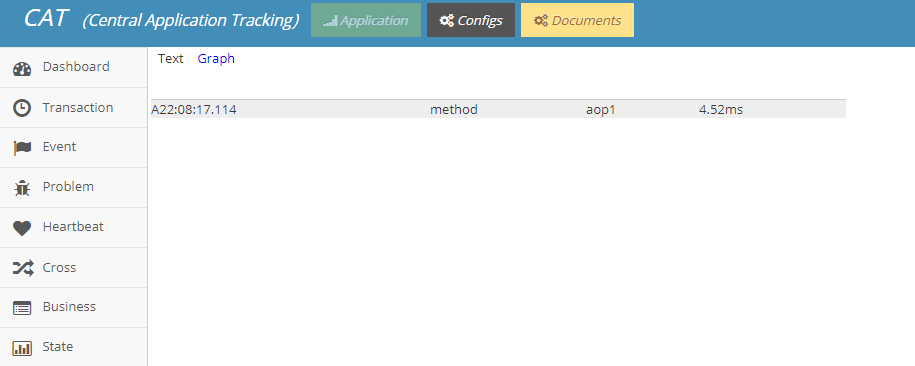 CAT (Central Application Tracking) Application Configs Documents
Text Graph
Dashboard
A22:08:17.114 method aop1 4.52ms
Transaction
Event
Problem
Heartbeat
Cross
Business
State